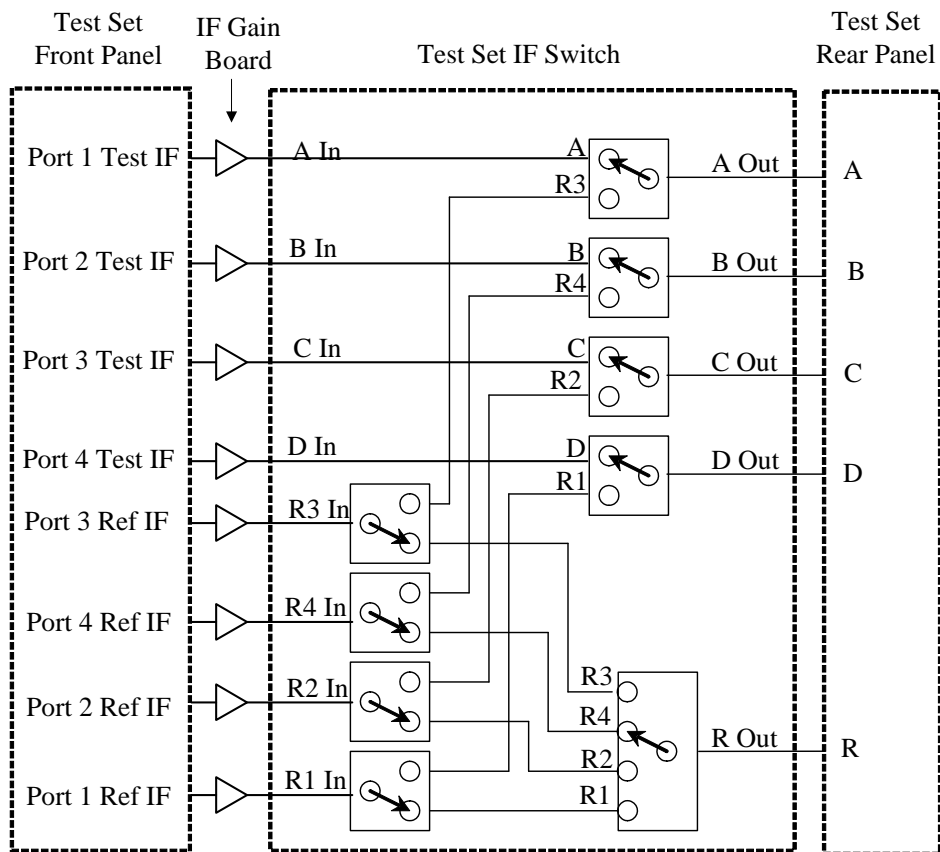 Test Set
Front Panel
IF Gain
Board
Test Set IF Switch
Test Set
Rear Panel
Port 1 Test IF
A In
A
R3
A Out
A
Port 2 Test IF
B In
B
R4
B Out
B
Port 3 Test IF
C In
C
R2
C Out
C
Port 4 Test IF
D In
D
R1
D Out
D
Port 3 Ref IF
R3 In
Port 4 Ref IF
R4 In
Port 2 Ref IF
R2 In
Port 1 Ref IF
R1 In
R3
R4
R2
R1
R Out
R